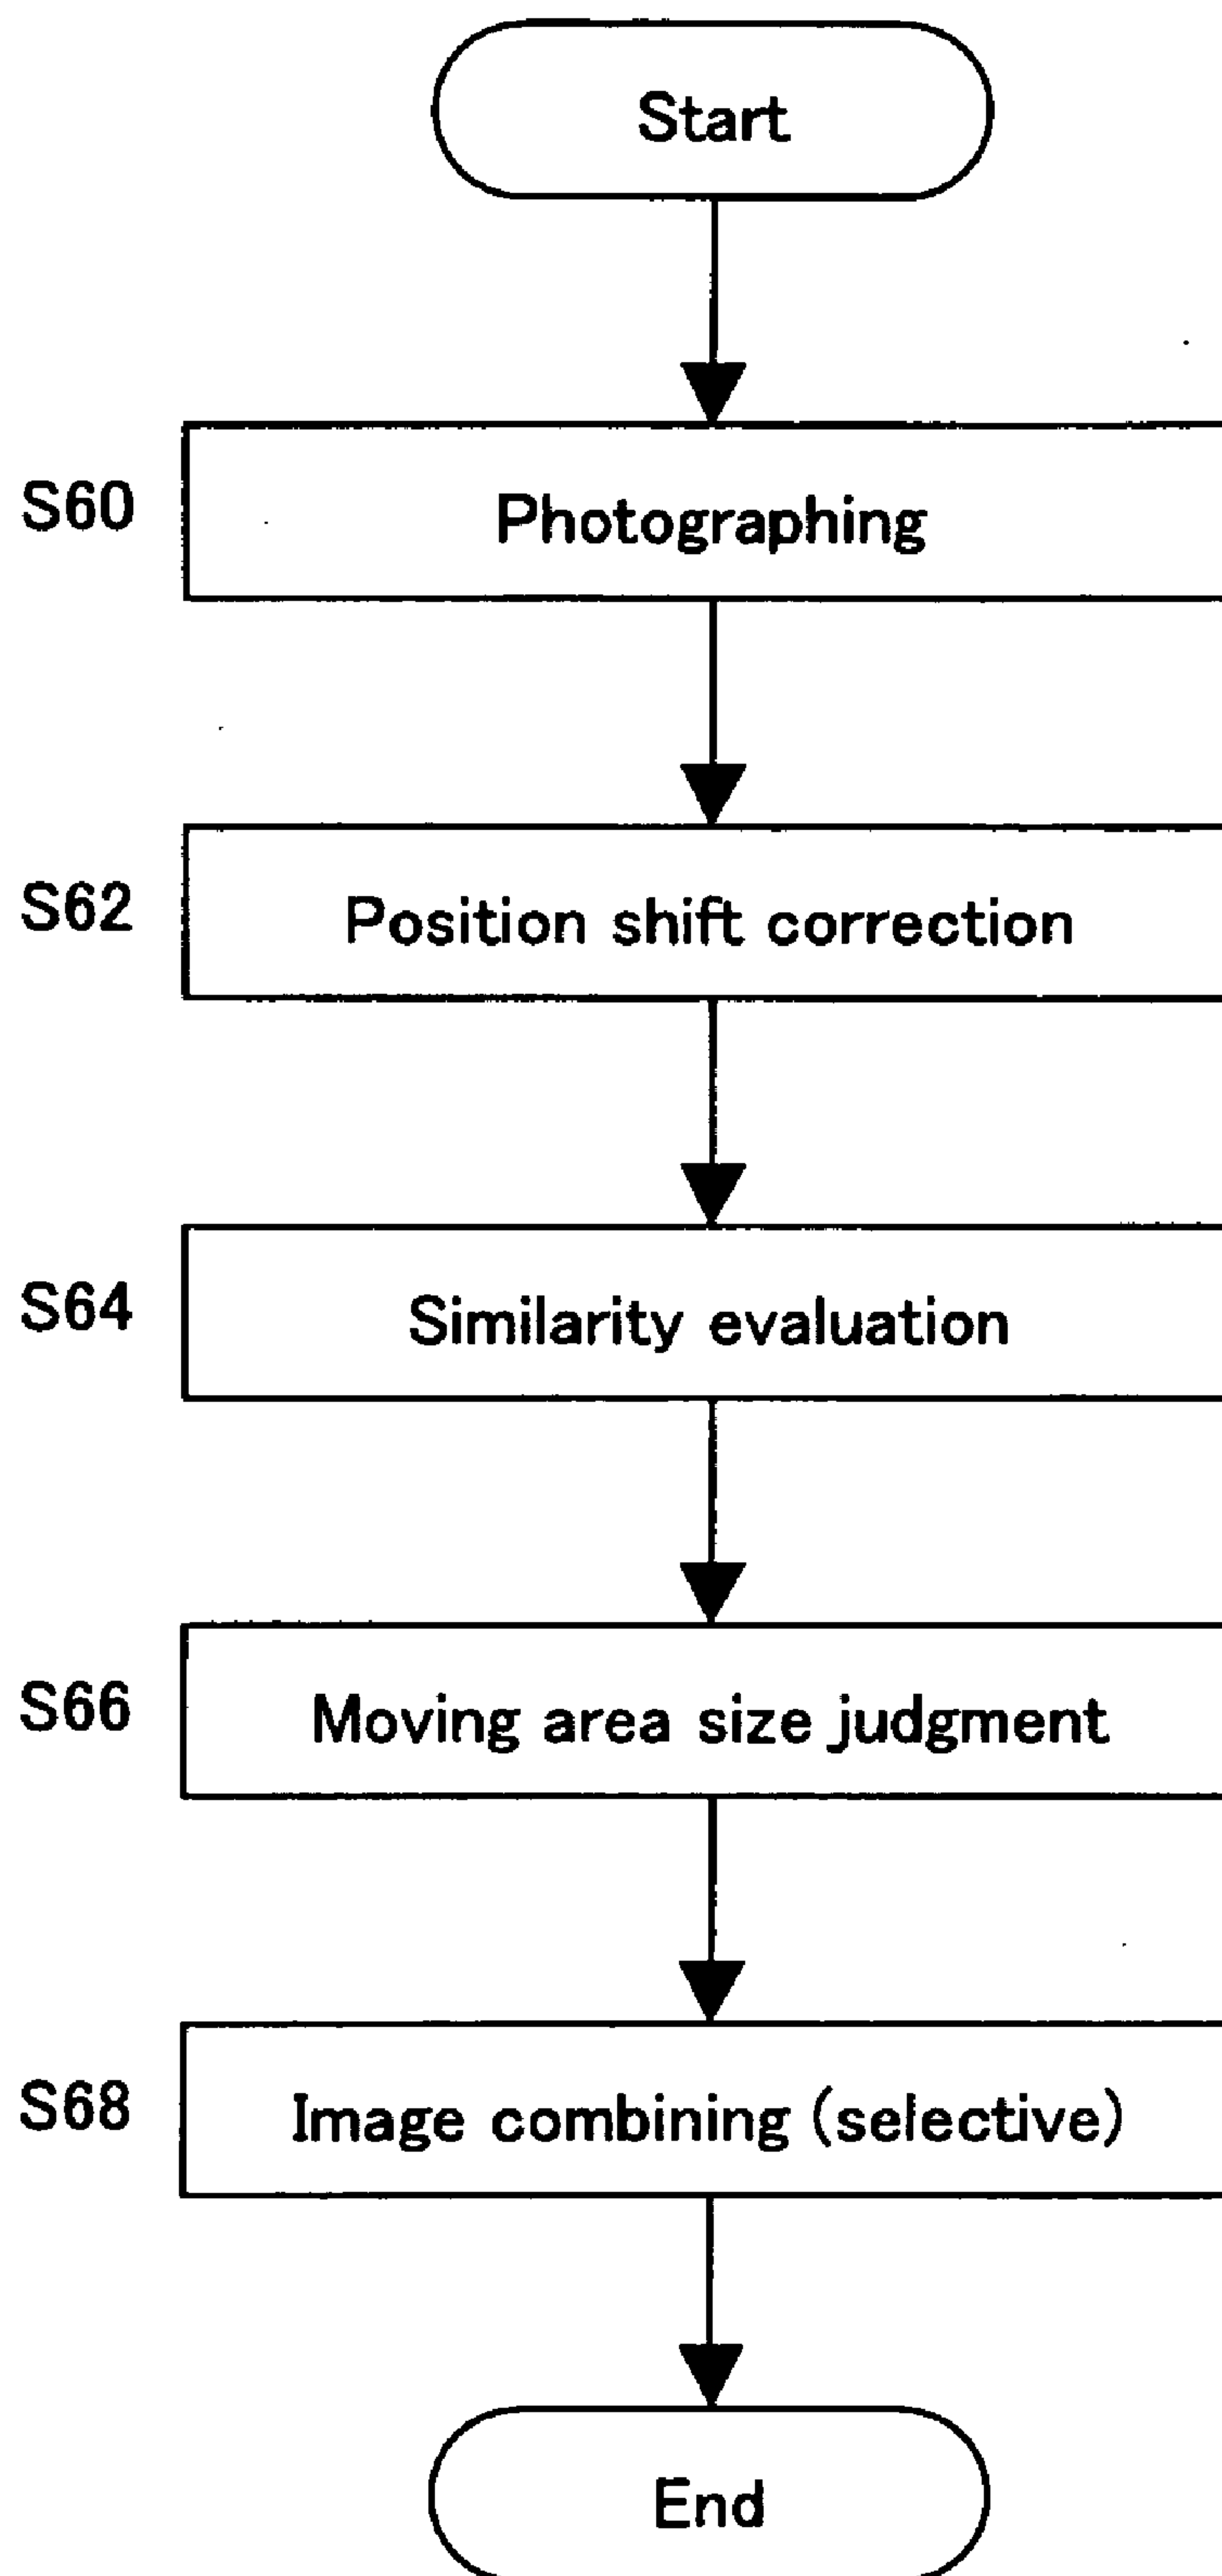 Start
S60
Photographing
S62
Position shift correction
S64
Similarity evaluation
S66
Moving area size judgment
S68
Image combining (selective)
End